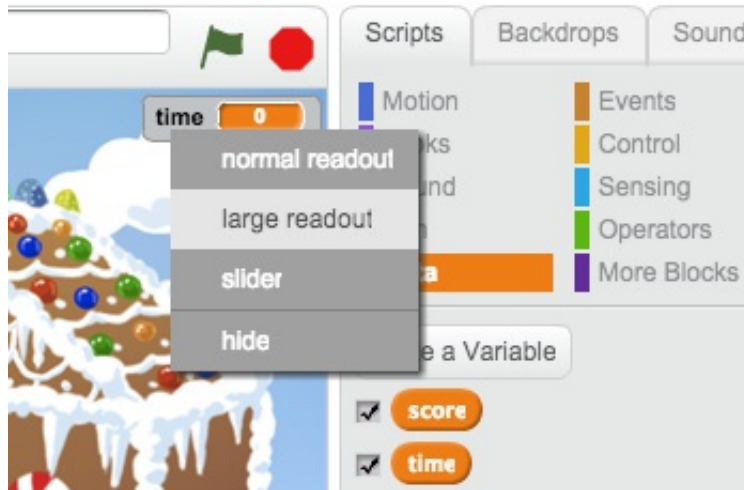 Scripts Backdrops Sound
time 0
Motion Events
ks Control
und Sensing
Operators
a More Blocks
normal readout
large readout
slider
hide
e a Variable
score
time